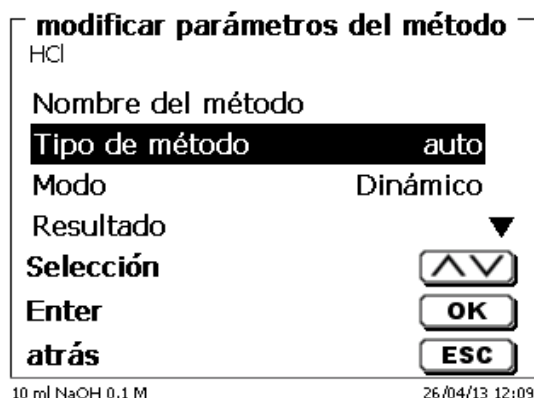 modificar parámetros del método
HCl
Nombre del método
Tipo de método auto
Modo Dinámico
Resultado
Selección
Enter OK
atrás ESC
10 ml NaOH 0.1 M 26/04/13 12:09